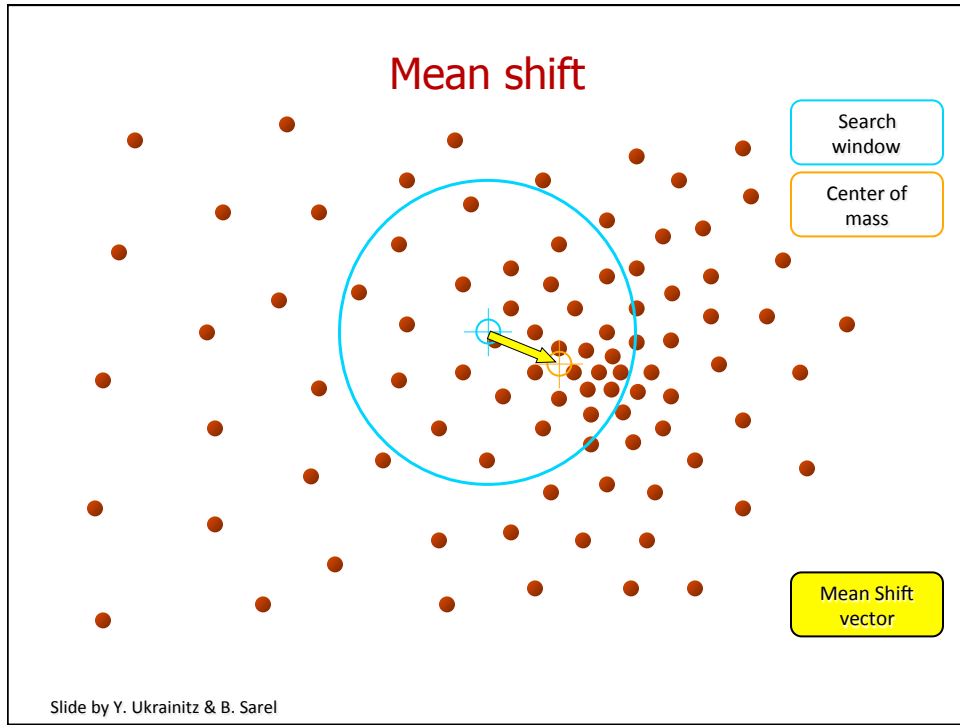 Mean shift
Search
window
Center of
mass
Mean Shift
vector
Slide by Y. Ukrainitz & B. Sarel